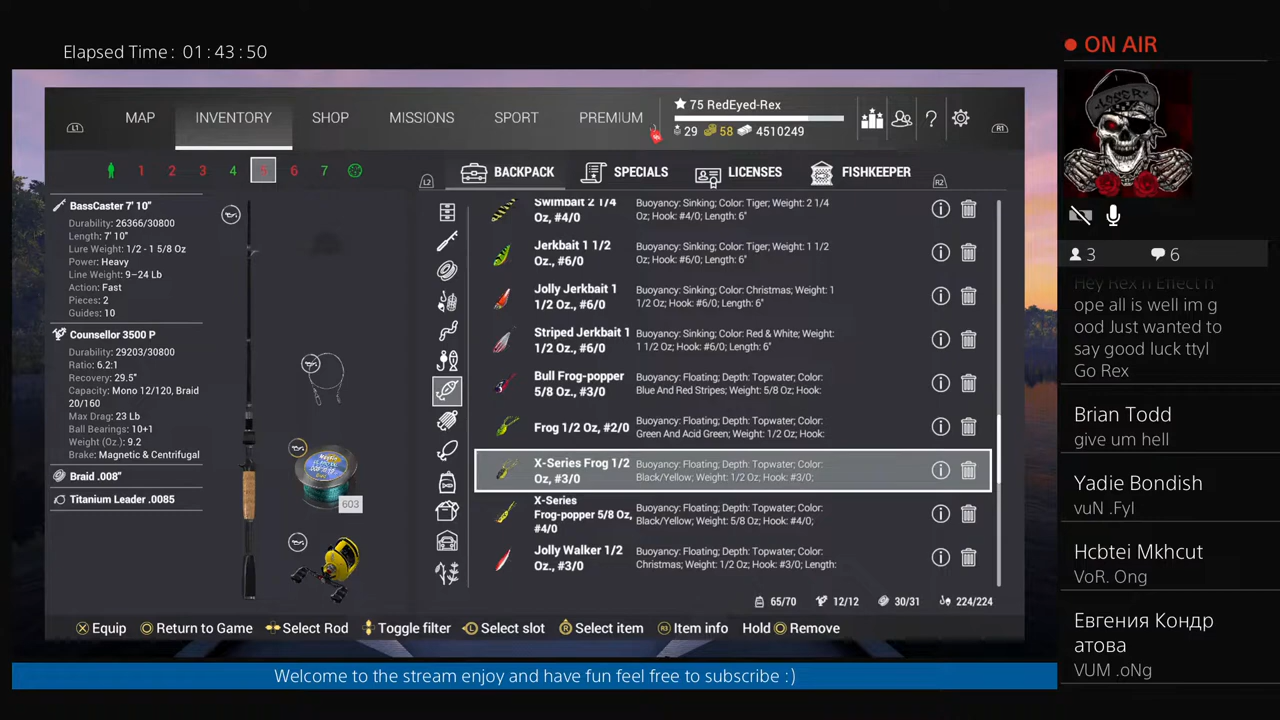 Elapsed Time: 01:43:50
L1
MAP
INVENTORY
SHOP
MISSIONS
SPORT
PREMIUM
75 RedEyed-Rex
29 58 4510249
?
R1
1 2 3 4 5 6 7
L2
BACKPACK
SPECIALS
LICENSES
FISHKEEPER
R2
BassCaster 7' 10"
Durability: 26366/30800
Length: 7' 10"
Lure Weight: 1/2 - 1 5/8 Oz
Power: Heavy
Line Weight: 9–24 Lb
Action: Fast
Pieces: 2
Guides: 10
Counsellor 3500 P
Durability: 29203/30800
Ratio: 6.2:1
Recovery: 29.5"
Capacity: Mono 12/120, Braid
20/160
Max Drag: 23 Lb
Ball Bearings: 10+1
Weight (Oz.): 9.2
Brake: Magnetic & Centrifugal
Braid .008"
Titanium Leader .0085
603
Swimbait 2 1/4
Oz, #4/0
Buoyancy: Sinking; Color: Tiger; Weight: 2 1/4
Oz; Hook: #4/0; Length: 6"
Jerkbait 1 1/2
Oz., #6/0
Buoyancy: Sinking; Color: Tiger; Weight: 1 1/2
Oz; Hook: #6/0; Length: 6"
Jolly Jerkbait 1
1/2 Oz., #6/0
Buoyancy: Sinking; Color: Christmas; Weight: 1
1/2 Oz; Hook: #6/0; Length: 6"
Striped Jerkbait 1
1/2 Oz., #6/0
Buoyancy: Sinking; Color: Red & White; Weight:
1 1/2 Oz; Hook: #6/0; Length: 6"
Bull Frog-popper
5/8 Oz, #3/0
Buoyancy: Floating; Depth: Topwater; Color:
Blue And Red Stripes; Weight: 5/8 Oz; Hook:
Frog 1/2 Oz, #2/0
Buoyancy: Floating; Depth: Topwater; Color:
Green And Acid Green; Weight: 1/2 Oz; Hook:
X-Series Frog 1/2
Oz, #3/0
Buoyancy: Floating; Depth: Topwater; Color:
Black/Yellow; Weight: 1/2 Oz; Hook: #3/0;
X-Series
Frog-popper 5/8 Oz,
#4/0
Buoyancy: Floating; Depth: Topwater; Color:
Black/Yellow; Weight: 5/8 Oz; Hook: #4/0;
Jolly Walker 1/2
Oz., #3/0
Buoyancy: Floating; Depth: Topwater; Color:
Christmas; Weight: 1/2 Oz; Hook: #3/0; Length:
65/70 12/12 30/31 224/224
Equip Return to Game Select Rod Toggle filter L Select slot R Select item R3 Item info Hold Remove
Welcome to the stream enjoy and have fun feel free to subscribe :)
ON AIR
LOSER
3 6
Hey Rex n Effect h
ope all is well im g
ood Just wanted to
say good luck ttyl
Go Rex
Brian Todd
give um hell
Yadie Bondish
vuN .Fyl
Hcbtei Mkhcut
VoR. Ong
Евгения Кондр
атова
VUM .oNg